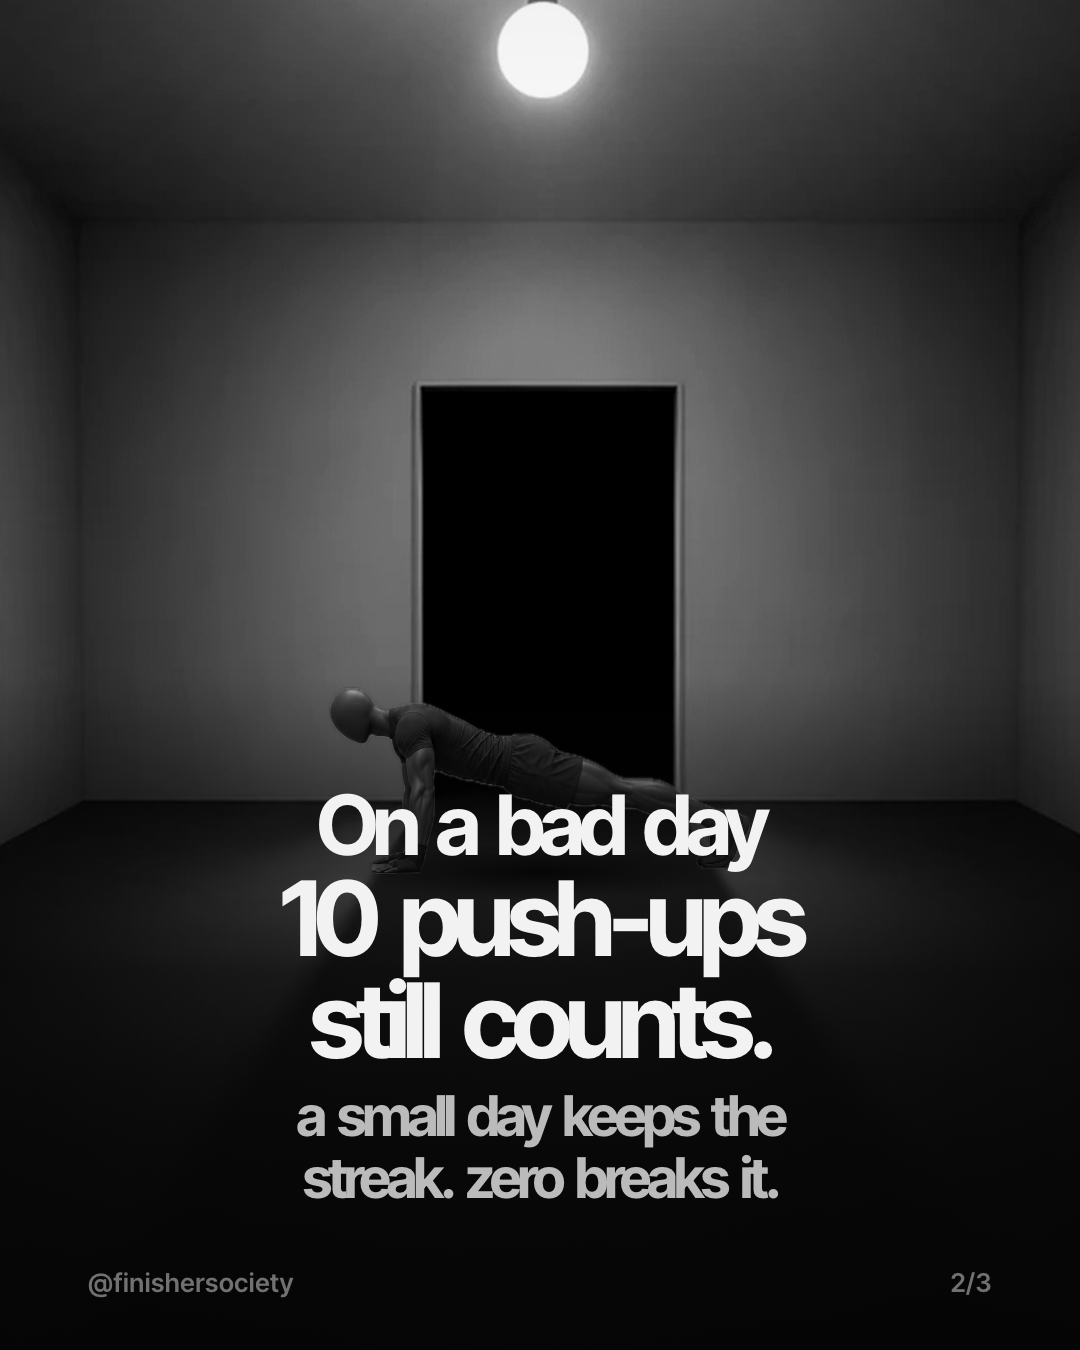 On a bad day
10 push-ups
still counts.
a small day keeps the
streak. zero breaks it.
@finishersociety
2/3